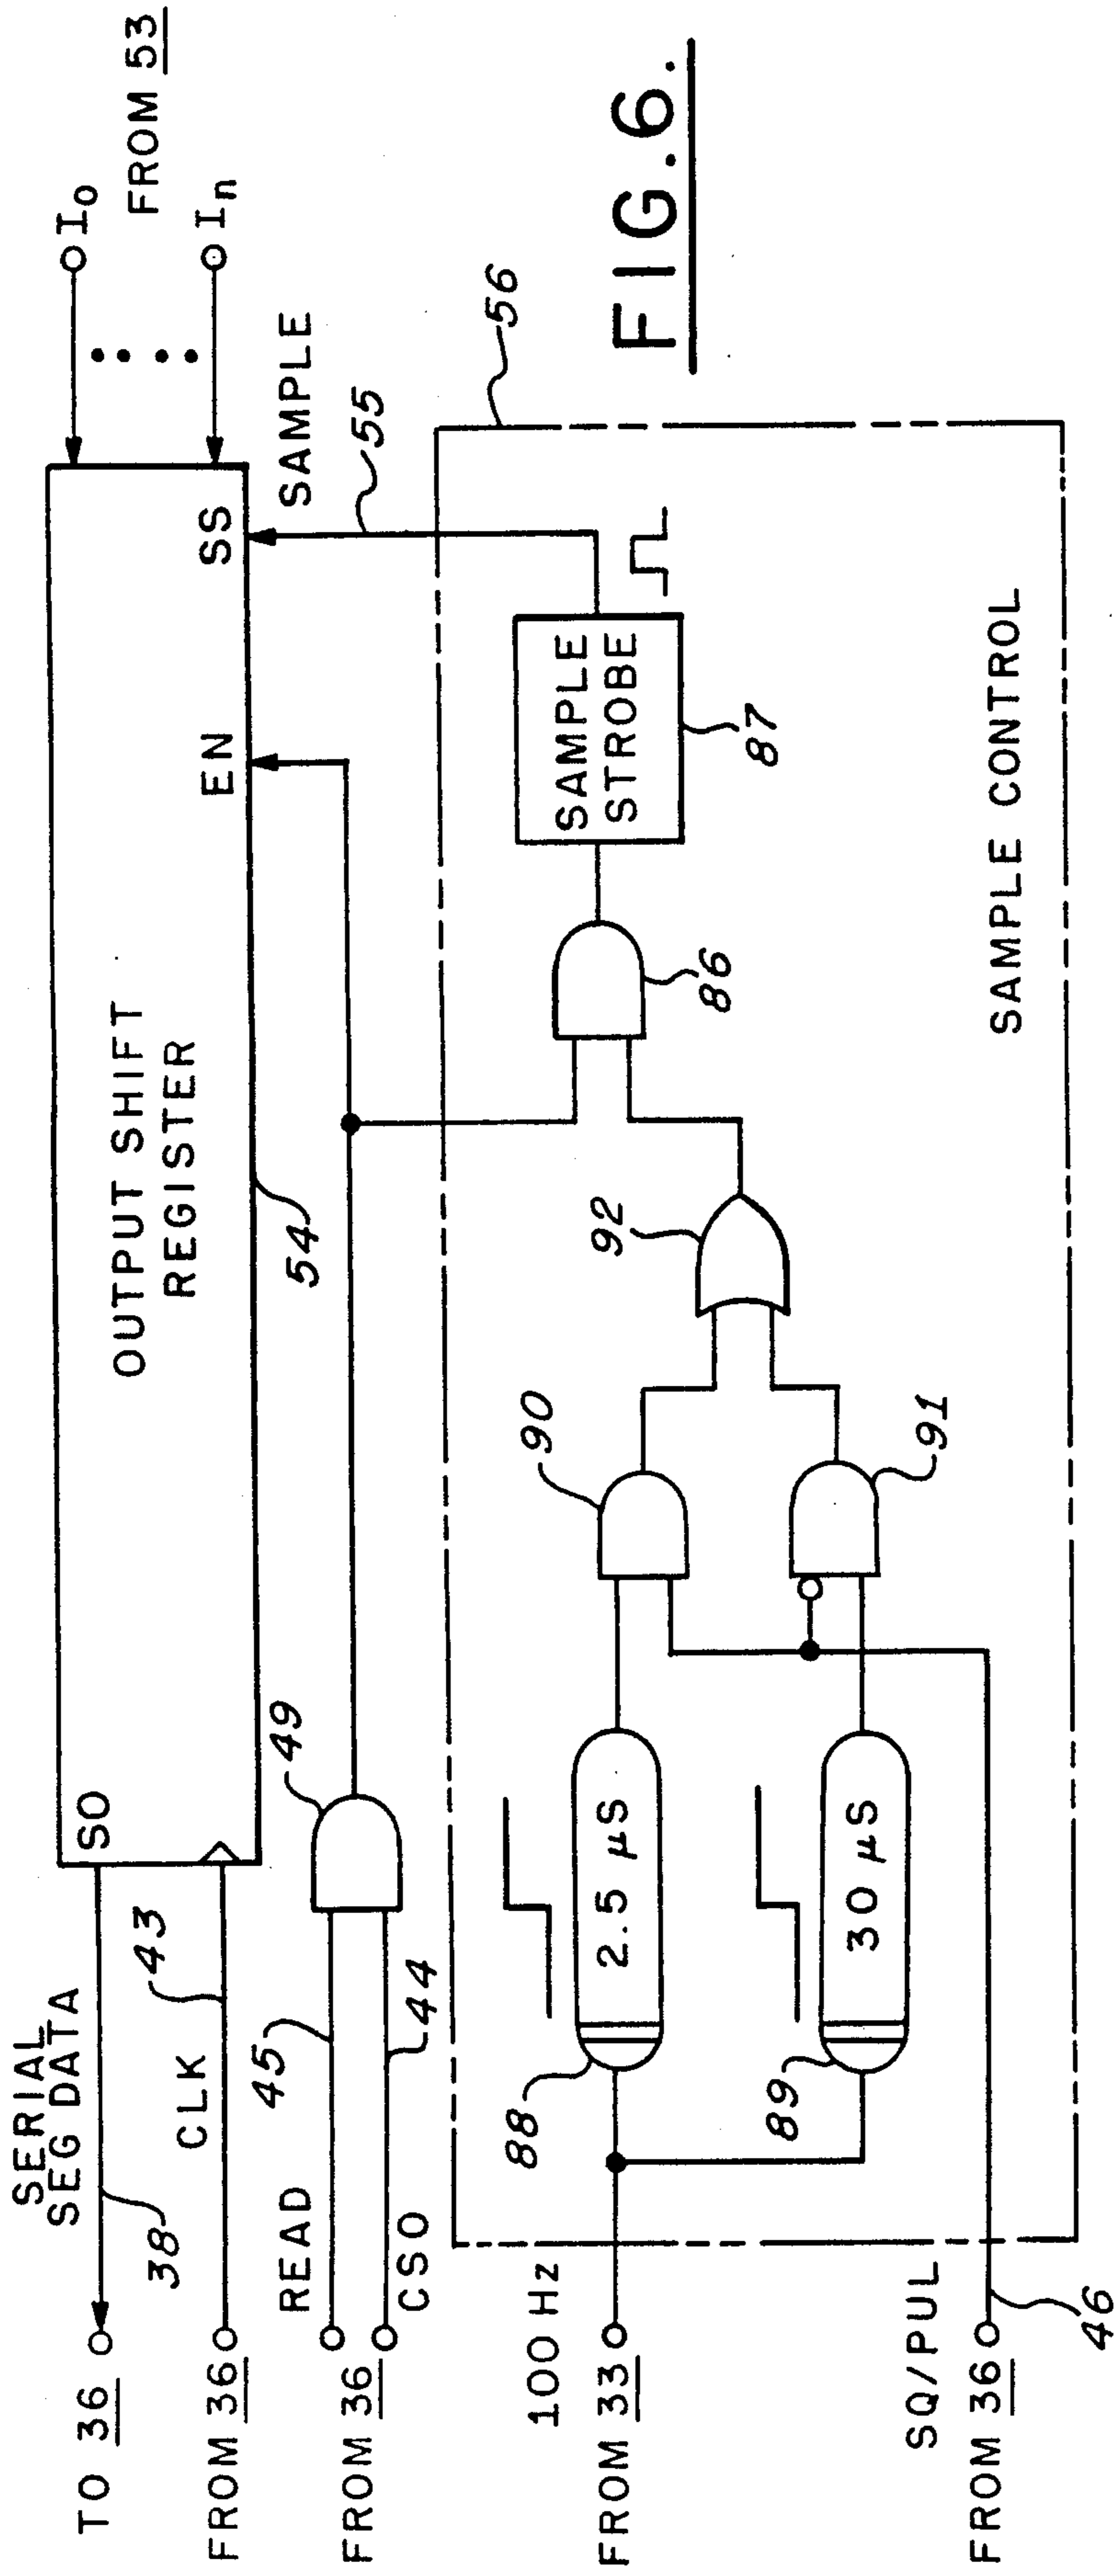 TO 36
SERIAL
SEG DATA
38
SO
OUTPUT SHIFT
REGISTER
54
EN
SS
I0
FROM 53
In
FROM 36
CLK
43
FROM 36
READ
45
CSO
44
49
SAMPLE
55
56
100 Hz
FROM 33
88
2.5 µS
89
30 µS
90
91
92
86
SAMPLE
STROBE
87
SQ/PUL
FROM 36
46
SAMPLE CONTROL
FIG.6.